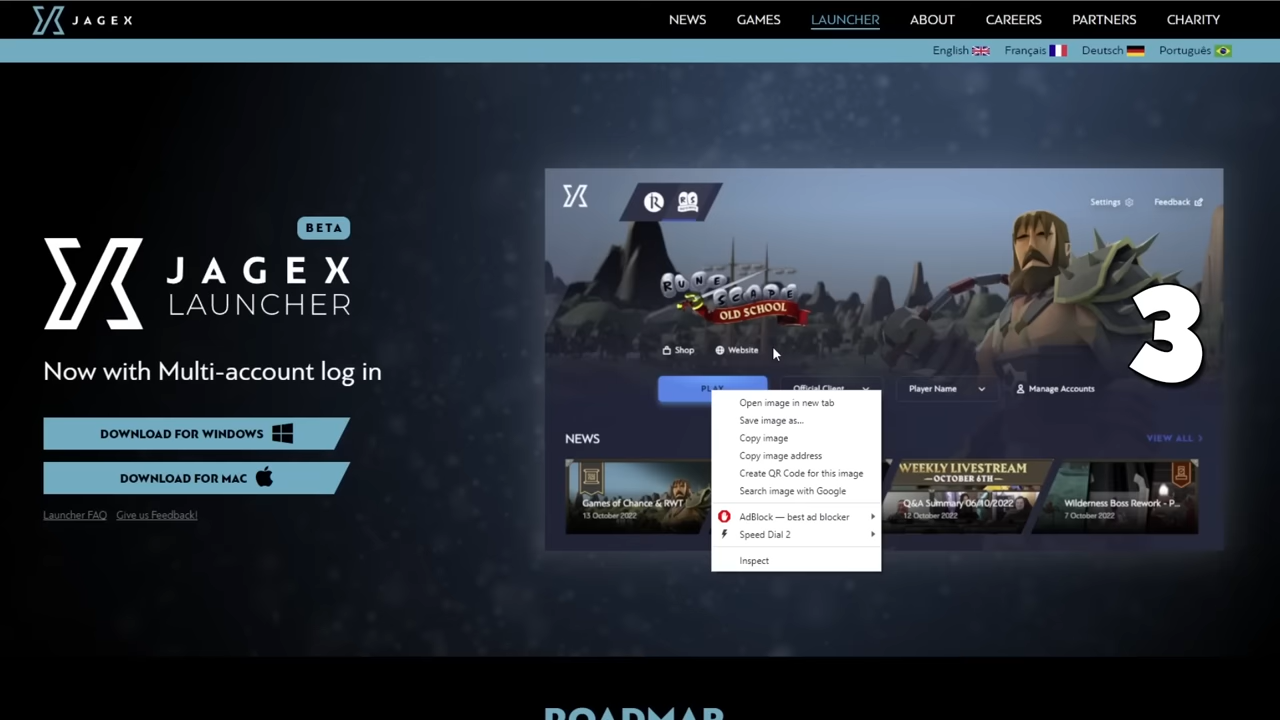 JAGEX
NEWS GAMES LAUNCHER ABOUT CAREERS PARTNERS CHARITY
English Français Deutsch Português
BETA
JAGEX
LAUNCHER
Now with Multi-account log in
DOWNLOAD FOR WINDOWS
DOWNLOAD FOR MAC
Launcher FAQ Give us Feedback!
Settings Feedback
RUNE SCAPE
OLD SCHOOL
3
Shop Website
PLAY Official Client Player Name Manage Accounts
Open image in new tab
Save image as...
Copy image
Copy image address
Create QR Code for this image
Search image with Google
AdBlock — best ad blocker
Speed Dial 2
Inspect
NEWS VIEW ALL
Games of Chance & RWT
13 October 2022
WEEKLY LIVESTREAM
OCTOBER 6TH
Q&A Summary 06/10/2022
12 October 2022
Wilderness Boss Rework - P...
7 October 2022
ROADMAP